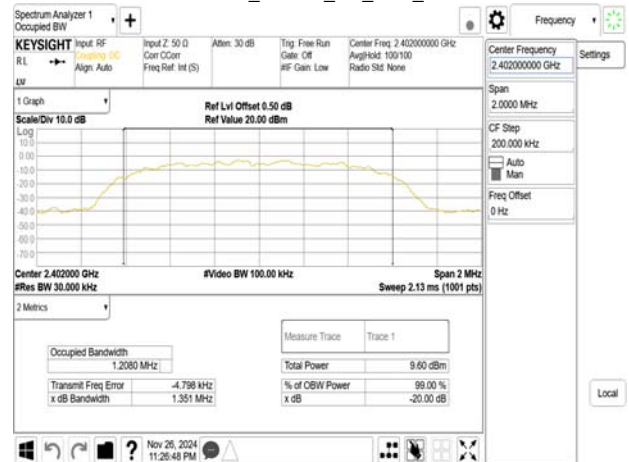 Spectrum Analyzer 1
Occupied BW
+
Frequency
KEYSIGHT
RL
LV
Input: RF
Coupling: DC
Align: Auto
Input Z: 50 Ω
Corr CCorr
Freq Ref: Int (S)
Atten: 30 dB
Trig: Free Run
Gate: Off
#IF Gain: Low
Center Freq: 2.402000000 GHz
Avg|Hold: 100/100
Radio Std: None
Center Frequency
2.402000000 GHz
Settings
Span
2.0000 MHz
CF Step
200.000 kHz
Auto
Man
Freq Offset
0 Hz
1 Graph
Scale/Div 10.0 dB
Ref Lvl Offset 0.50 dB
Ref Value 20.00 dBm
Log
10.0
0.00
-10.0
-20.0
-30.0
-40.0
-50.0
-60.0
-70.0
Center 2.402000 GHz
#Res BW 30.000 kHz
#Video BW 100.00 kHz
Span 2 MHz
Sweep 2.13 ms (1001 pts)
2 Metrics
Measure Trace Trace 1
Occupied Bandwidth
1.2080 MHz
Total Power 9.60 dBm
Transmit Freq Error -4.798 kHz
% of OBW Power 99.00 %
x dB Bandwidth 1.351 MHz
x dB -20.00 dB
Local
?
Nov 26, 2024
11:26:48 PM